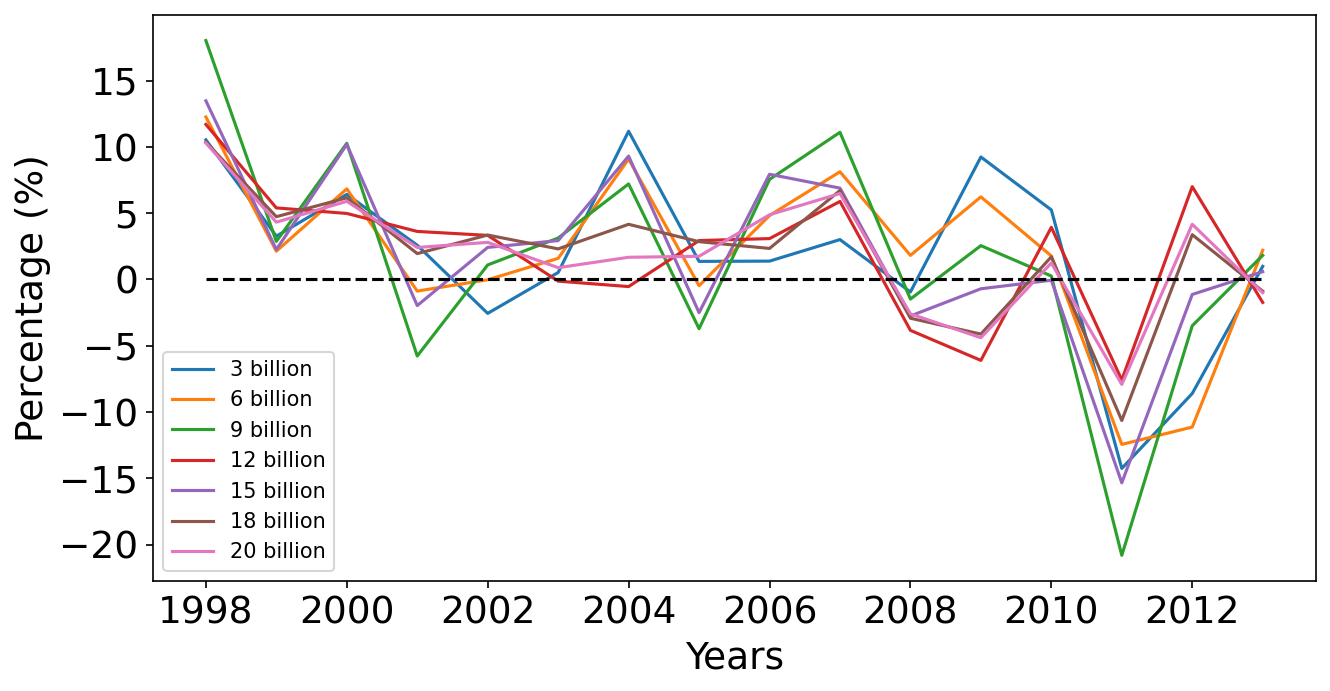 Percentage (%)
15
10
5
0
−5
−10
−15
−20
3 billion
6 billion
9 billion
12 billion
15 billion
18 billion
20 billion
1998 2000 2002 2004 2006 2008 2010 2012
Years